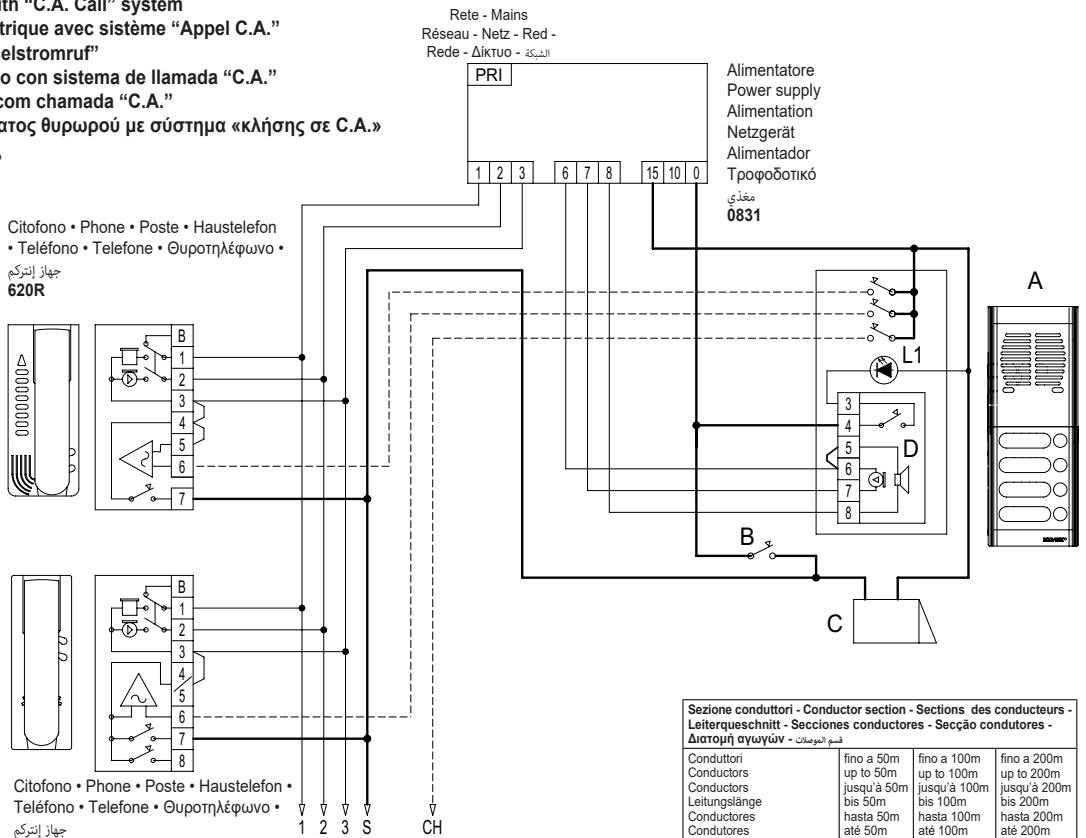 with “C.A. Call” system
trique avec sistème “Appel C.A.”
selstromruf”
o con sistema de llamada “C.A.”
com chamada “C.A.”
ατος θυρωρού με σύστημα «κλήσης σε C.A.»
Rete - Mains
Réseau - Netz - Red -
Rede - Δίκτυο - الشبكة
PRI
1 2 3 6 7 8 15 10 0
Alimentatore
Power supply
Alimentation
Netzgerät
Alimentador
Τροφοδοτικό
مغذي
0831
Citofono • Phone • Poste • Haustelefon
• Teléfono • Telefone • Θυροτηλέφωνο •
جهاز إنتركم
620R
B
1
2
3
4
5
6
7
A
L1
3
4
5
6
7
8
D
B
C
B
1
2
3
4
5
6
7
8
Citofono • Phone • Poste • Haustelefon •
Teléfono • Telefone • Θυροτηλέφωνο •
جهاز إنتركم
1 2 3 S CH
Sezione conduttori - Conductor section - Sections des conducteurs -
Leiterqueschnitt - Secciones conductores - Secção condutores -
Διατομή αγωγών - قسم الموصلات
Conduttori fino a 50m fino a 100m fino a 200m
Conductors up to 50m up to 100m up to 200m
Conductors jusqu’à 50m jusqu’à 100m jusqu’à 200m
Leitungslänge bis 50m bis 100m bis 200m
Conductores hasta 50m hasta 100m hasta 200m
Condutores até 50m até 100m até 200m